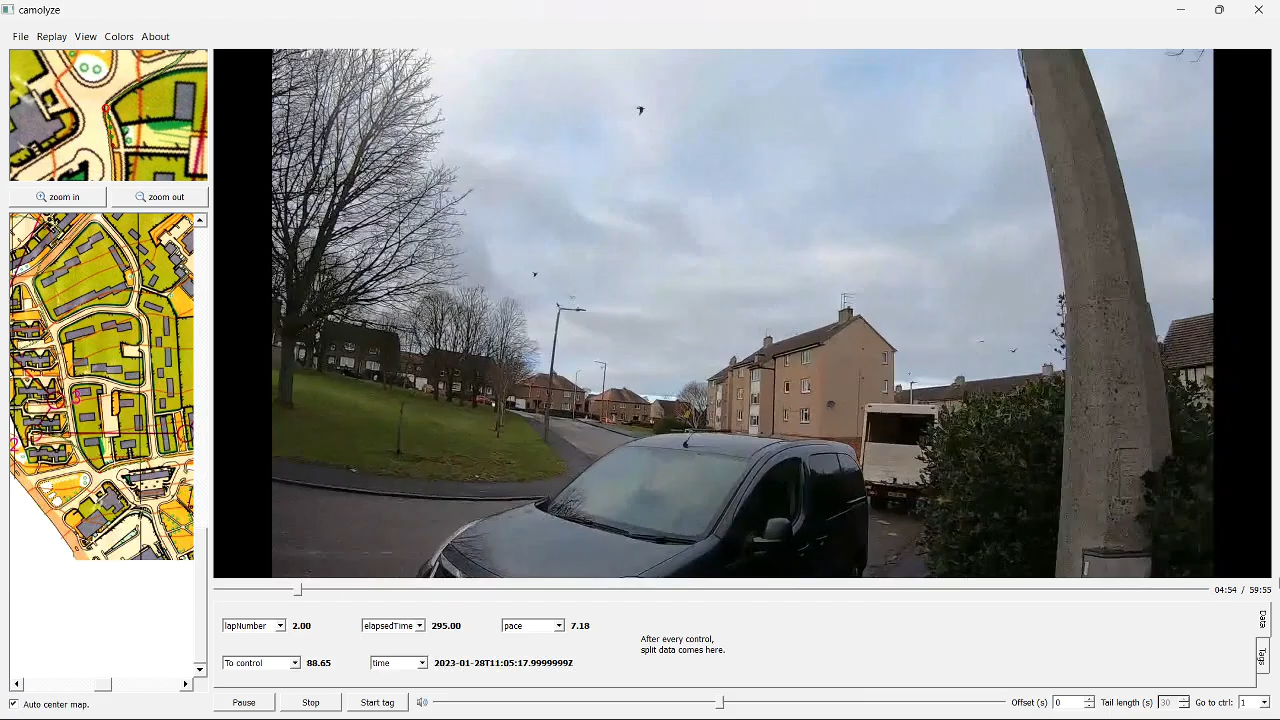 camolyze
File Replay View Colors About
zoom in zoom out
04:54 / 59:55
lapNumber 2.00 elapsedTime 295.00 pace 7.18
After every control,
split data comes here.
To control 88.65 time 2023-01-28T11:05:17.9999999Z
Data
Tags
Auto center map.
Pause Stop Start tag Offset (s) 0 Tail length (s) 30 Go to ctrl: 1